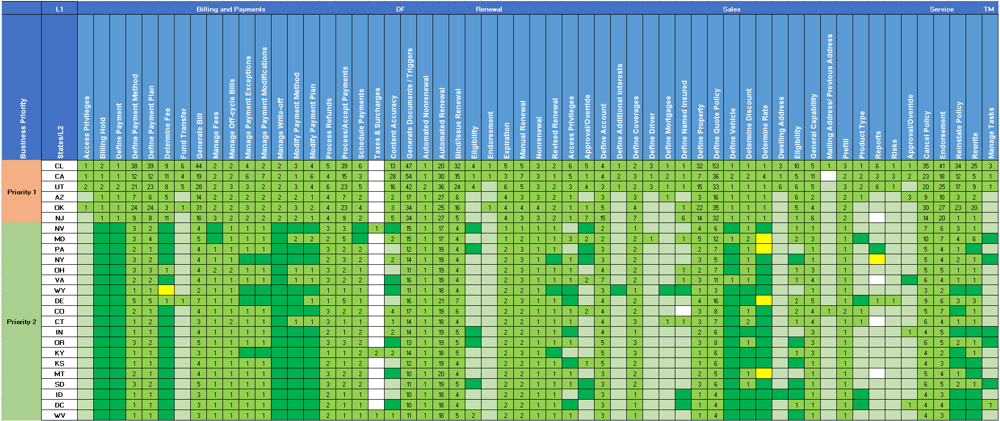 L1 Billing and Payments DF Renewal Sales Service TM
Business Priority
States/L2
Access Privileges
Billing Hold
Define Payment
Define Payment Method
Define Payment Plan
Determine Fee
Fund Transfer
Generate Bill
Manage Fees
Manage Off-cycle Bills
Manage Payment Exceptions
Manage Payment Modifications
Manage Write-off
Modify Payment Method
Modify Payment Plan
Process Refunds
Process/Accept Payments
Schedule Payments
Taxes & Surcharges
Content Accuracy
Generate Documents / Triggers
Automated Nonrenewal
Automated Renewal
Bind/Issue Renewal
Eligibility
Endorsement
Expiration
Manual Renewal
Nonrenewal
Revised Renewal
Access Privileges
Approval/Override
Define Account
Define Additional Interests
Define Coverages
Define Driver
Define Mortgagee
Define Named Insured
Define Property
Define Quote Policy
Define Vehicle
Determine Discount
Determine Rate
Dwelling Address
Eligibility
General Capability
Mailing Address/ Previous Address
Prefill
Product Type
Reports
Risks
Approval/Override
Cancel Policy
Endorsement
Reinstate Policy
Rewrite
Manage Tasks
Priority 1
CL 1 2 1 38 39 9 6 44 2 2 4 2 2 3 4 5 39 6 13 47 1 20 32 4 1 5 5 3 2 6 5 4 1 2 3 1 1 32 53 1 1 1 3 10 5 1 3 1 6 1 1 35 41 34 25 3
CA 1 1 1 12 12 11 4 19 2 2 6 7 2 1 6 4 15 3 28 54 1 30 15 1 1 3 7 3 1 5 1 4 2 2 1 2 1 7 36 2 2 4 1 5 11 2 2 3 3 2 23 18 12 5 1
UT 2 2 2 21 23 8 5 28 2 3 3 2 2 3 4 6 23 5 16 42 2 36 24 4 6 5 3 2 3 4 3 1 2 3 1 1 15 33 1 1 1 6 6 5 3 2 6 1 20 25 17 9 1
AZ 1 1 7 6 5 14 2 2 2 2 2 2 1 4 7 2 2 17 1 27 6 4 3 3 2 1 3 3 1 3 16 1 1 1 6 2 2 1 3 9 10 3 2
OK 1 1 1 24 24 3 1 31 2 2 3 2 2 2 2 4 23 4 3 34 1 25 16 1 4 4 3 2 5 4 1 22 35 1 1 1 5 4 2 30 27 23 20
NJ 1 1 9 8 11 16 3 2 2 2 2 2 1 4 9 2 5 34 1 27 5 4 3 3 2 1 7 15 7 6 14 32 1 1 1 1 6 2 14 20 1 1
Priority 2
NV 3 2 4 1 1 1 3 3 1 15 1 17 4 4 1 1 1 2 1 4 6 1 1 1 1 7 6 3 1
MD 3 4 5 1 1 1 2 2 2 5 2 15 1 17 4 1 2 1 1 3 2 2 2 1 1 5 12 1 2 2 3 1 10 7 4 6
PA 2 1 4 1 1 1 1 3 2 2 12 1 19 4 2 2 1 1 3 2 2 7 1 1 1 5 4 1
NY 3 2 4 1 1 2 3 2 2 14 1 19 4 2 2 1 1 2 3 5 1 1 1 5 4 2 1
OH 3 3 1 4 2 2 1 1 1 1 3 2 1 11 1 19 4 2 3 1 1 1 4 2 1 2 7 1 1 3 1 5 5 1 1
VA 2 2 4 1 1 1 1 1 1 3 2 2 16 1 19 4 2 3 1 1 1 2 7 2 1 3 11 1 1 1 4 1 6 4 1 1
WY 1 1 2 1 1 1 1 1 11 1 18 4 2 2 1 3 1 1 3 1 1 3 2
DE 5 5 1 1 7 1 1 1 1 5 1 16 1 21 7 2 2 1 1 4 2 4 16 2 5 1 1 1 9 6 3 3
CO 2 1 4 1 1 1 1 3 2 2 4 17 1 19 6 2 2 1 1 1 2 4 2 3 8 1 2 4 1 2 1 5 7 1
CT 1 2 3 1 2 1 1 1 1 3 2 1 1 14 1 18 4 2 2 1 1 1 3 3 1 1 3 7 2 1 4 1 1 6 4 1 1
IN 1 1 4 1 1 1 1 2 1 2 2 14 1 19 5 2 2 1 1 4 1 2 6 3 1 1 4 5
OR 3 2 5 1 1 1 1 3 3 2 13 1 19 5 2 2 1 1 1 5 3 3 8 1 3 1 6 5 2 1
KY 1 1 3 1 1 1 1 2 2 2 14 1 18 5 2 2 1 5 3 1 6 1 3 1 4 2 1
KS 1 1 4 1 1 1 1 2 1 2 12 1 19 4 2 2 1 1 1 5 2 1 6 1 1 4 3
MT 2 1 4 1 1 1 1 3 2 2 10 1 20 4 2 2 1 1 1 3 2 2 5 1 1 1 5 4 1
SD 3 2 5 1 1 1 1 3 2 2 11 1 19 5 2 2 1 1 1 3 2 3 6 1 1 1 6 5 2 1
ID 1 1 3 1 1 1 1 2 1 1 10 1 18 4 2 2 1 1 3 1 1 4 1 1 4 3
DC 1 1 3 1 1 1 1 2 1 1 10 1 18 4 2 2 1 1 3 1 1 4 1 1 1 1 4 4 1
WV 1 1 3 1 1 1 1 2 1 1 1 1 11 1 18 5 2 2 2 1 1 3 1 1 4 1 1 4 3